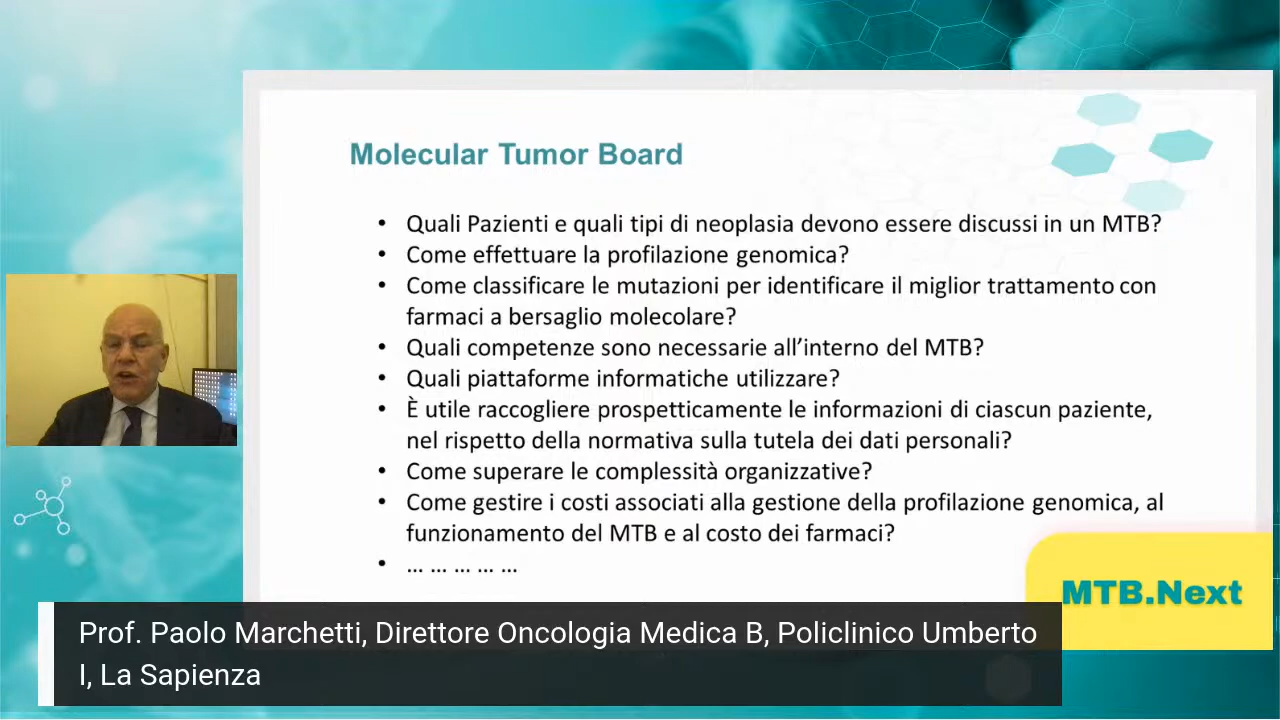 Molecular Tumor Board
• Quali Pazienti e quali tipi di neoplasia devono essere discussi in un MTB?
• Come effettuare la profilazione genomica?
• Come classificare le mutazioni per identificare il miglior trattamento con
farmaci a bersaglio molecolare?
• Quali competenze sono necessarie all’interno del MTB?
• Quali piattaforme informatiche utilizzare?
• È utile raccogliere prospetticamente le informazioni di ciascun paziente,
nel rispetto della normativa sulla tutela dei dati personali?
• Come superare le complessità organizzative?
• Come gestire i costi associati alla gestione della profilazione genomica, al
funzionamento del MTB e al costo dei farmaci?
• … … … … …
MTB.Next
Prof. Paolo Marchetti, Direttore Oncologia Medica B, Policlinico Umberto
I, La Sapienza